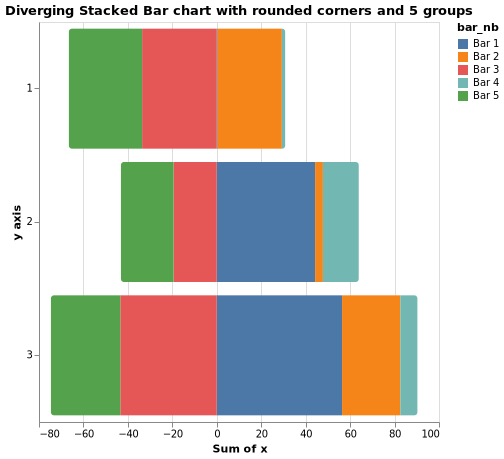 Diverging Stacked Bar chart with rounded corners and 5 groups
bar_nb
Bar 1
Bar 2
Bar 3
Bar 4
Bar 5
y axis
1
2
3
−80 −60 −40 −20 0 20 40 60 80 100
Sum of x